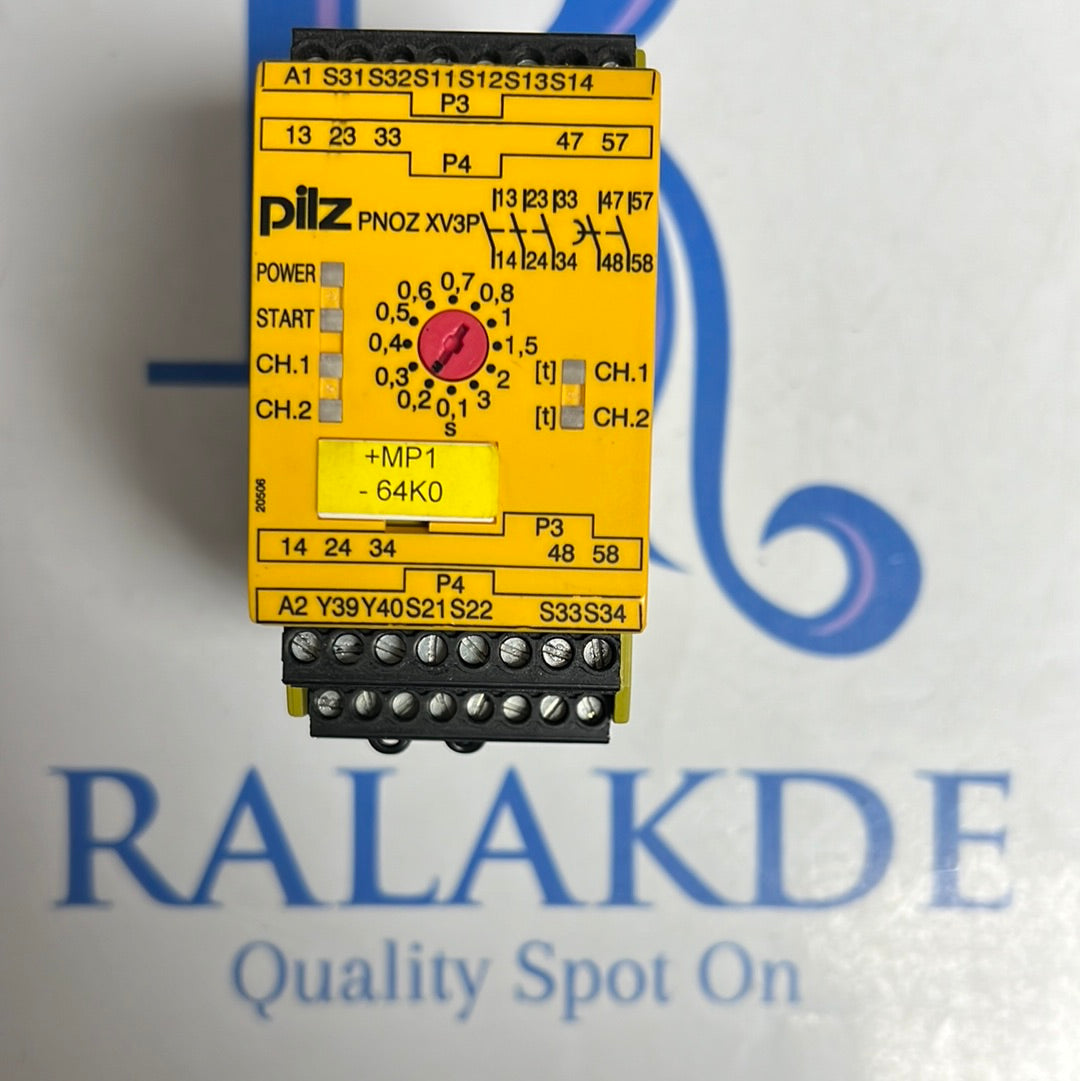 A1 S31 S32 S11 S12 S13 S14
P3
13 23 33 47 57
P4
pilz PNOZ XV3P
13 23 33 47 57
14 24 34 48 58
POWER
START
CH.1
CH.2
0,1 0,2 0,3 0,4 0,5 0,6 0,7 0,8 1 1,5 2 3
s
[t] CH.1
[t] CH.2
+MP1
- 64K0
20506
P3
14 24 34 48 58
P4
A2 Y39 Y40 S21 S22 S33 S34
RALAKDE
Quality Spot On